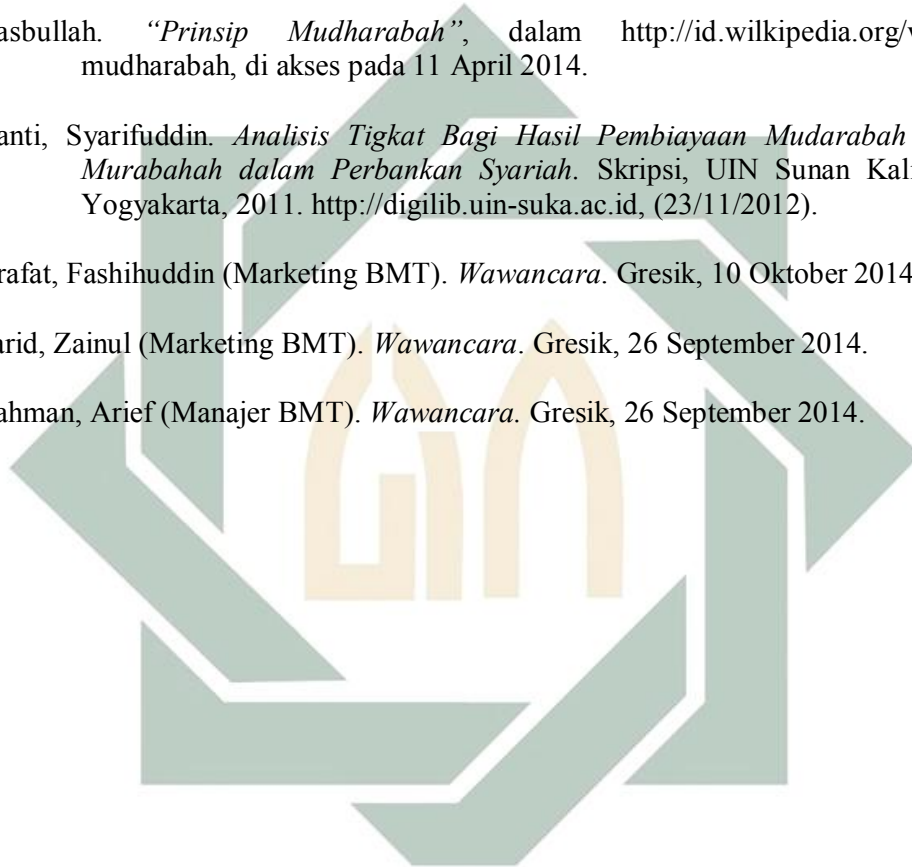 asbullah. “Prinsip Mudharabah”, dalam http://id.wilkipedia.org/
mudharabah, di akses pada 11 April 2014.
anti, Syarifuddin. Analisis Tigkat Bagi Hasil Pembiayaan Mudarabah
Murabahah dalam Perbankan Syariah. Skripsi, UIN Sunan Kali
Yogyakarta, 2011. http://digilib.uin-suka.ac.id, (23/11/2012).
rafat, Fashihuddin (Marketing BMT). Wawancara. Gresik, 10 Oktober 2014
arid, Zainul (Marketing BMT). Wawancara. Gresik, 26 September 2014.
ahman, Arief (Manajer BMT). Wawancara. Gresik, 26 September 2014.